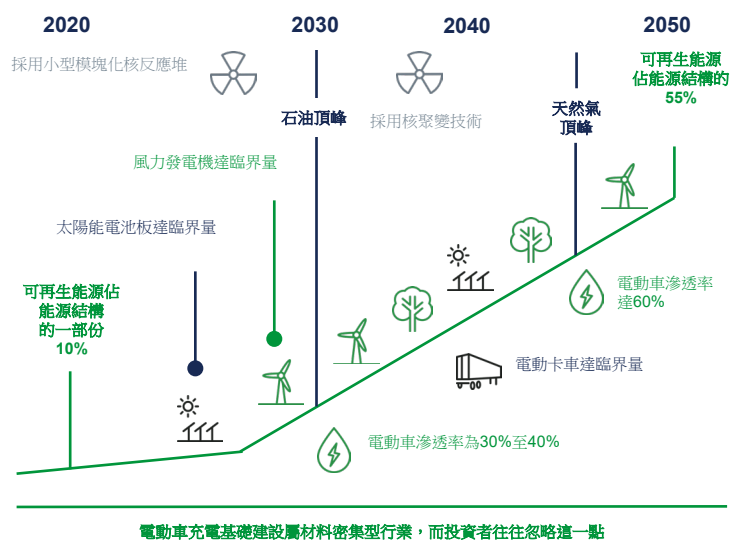 2020
2030
2040
2050
採用小型模塊化核反應堆
石油頂峰
採用核聚變技術
天然氣
頂峰
可再生能源
佔能源結構的
55%
風力發電機達臨界量
太陽能電池板達臨界量
可再生能源佔
能源結構
的一部份
10%
電動車滲透率
達60%
電動卡車達臨界量
電動車滲透率為30%至40%
電動車充電基礎建設屬材料密集型行業，而投資者往往忽略這一點